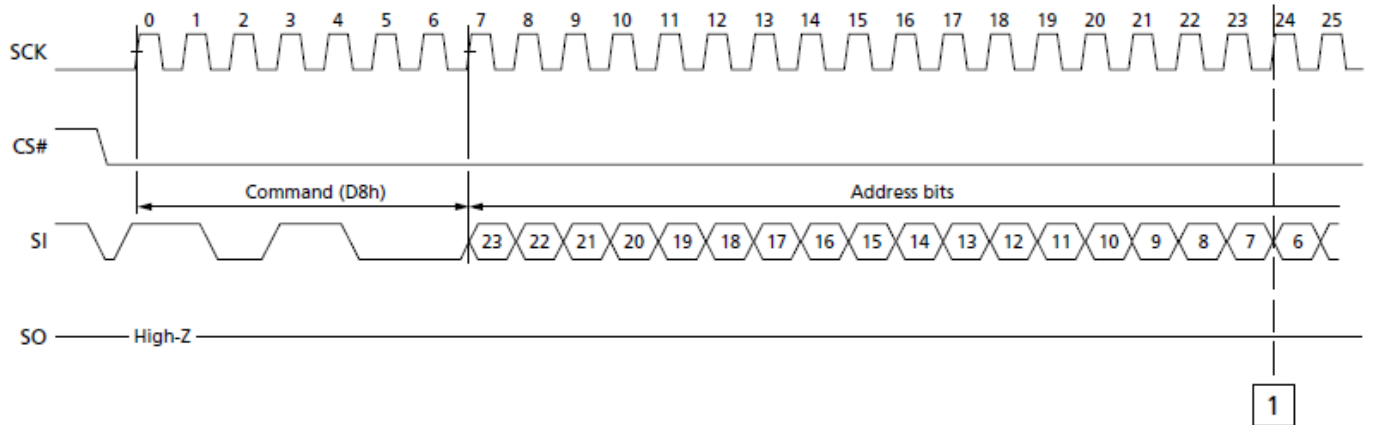 0 1 2 3 4 5 6 7 8 9 10 11 12 13 14 15 16 17 18 19 20 21 22 23 24 25
SCK
CS#
Command (D8h) Address bits
SI 23 22 21 20 19 18 17 16 15 14 13 12 11 10 9 8 7 6
SO High-Z
1